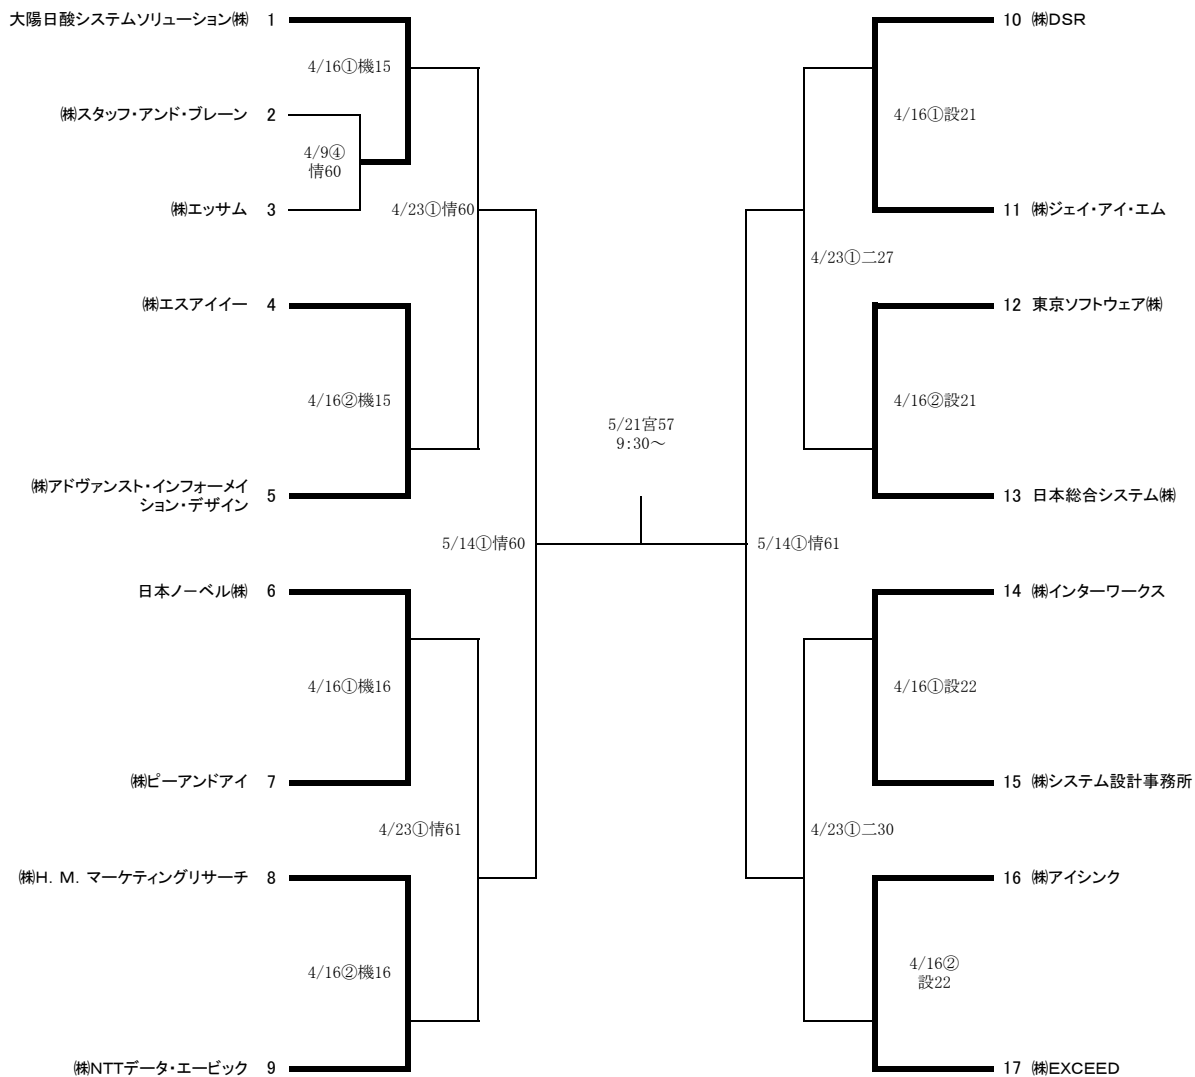 大陽日酸システムソリューション㈱ 1
4/16①機15
㈱スタッフ・アンド・ブレーン 2
4/9④
情60
㈱エッサム 3
4/23①情60
㈱エスアイイー 4
4/16②機15
㈱アドヴァンスト・インフォーメイ
ション・デザイン 5
5/14①情60
日本ノーベル㈱ 6
4/16①機16
㈱ピーアンドアイ 7
4/23①情61
㈱H．M．マーケティングリサーチ 8
4/16②機16
㈱NTTデータ・エービック 9
5/21宮57
9:30～
10 ㈱DSR
4/16①設21
11 ㈱ジェイ・アイ・エム
4/23①二27
12 東京ソフトウェア㈱
4/16②設21
13 日本総合システム㈱
5/14①情61
14 ㈱インターワークス
4/16①設22
15 ㈱システム設計事務所
4/23①二30
16 ㈱アイシンク
4/16②
設22
17 ㈱EXCEED